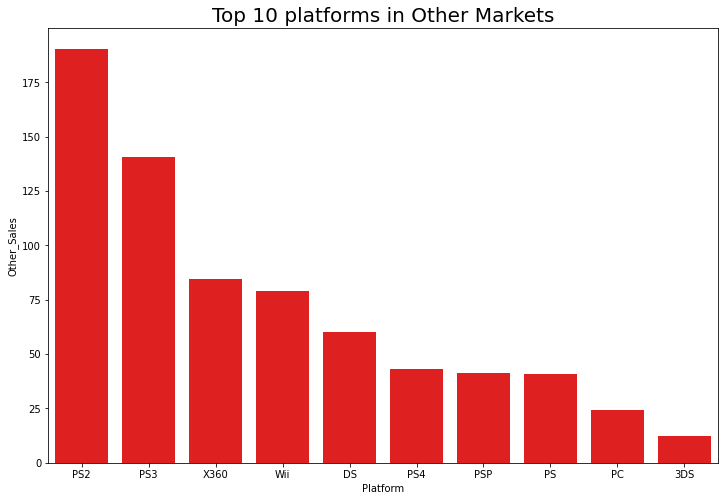 Top 10 platforms in Other Markets
175
150
125
100
75
50
25
0
Other_Sales
PS2 PS3 X360 Wii DS PS4 PSP PS PC 3DS
Platform